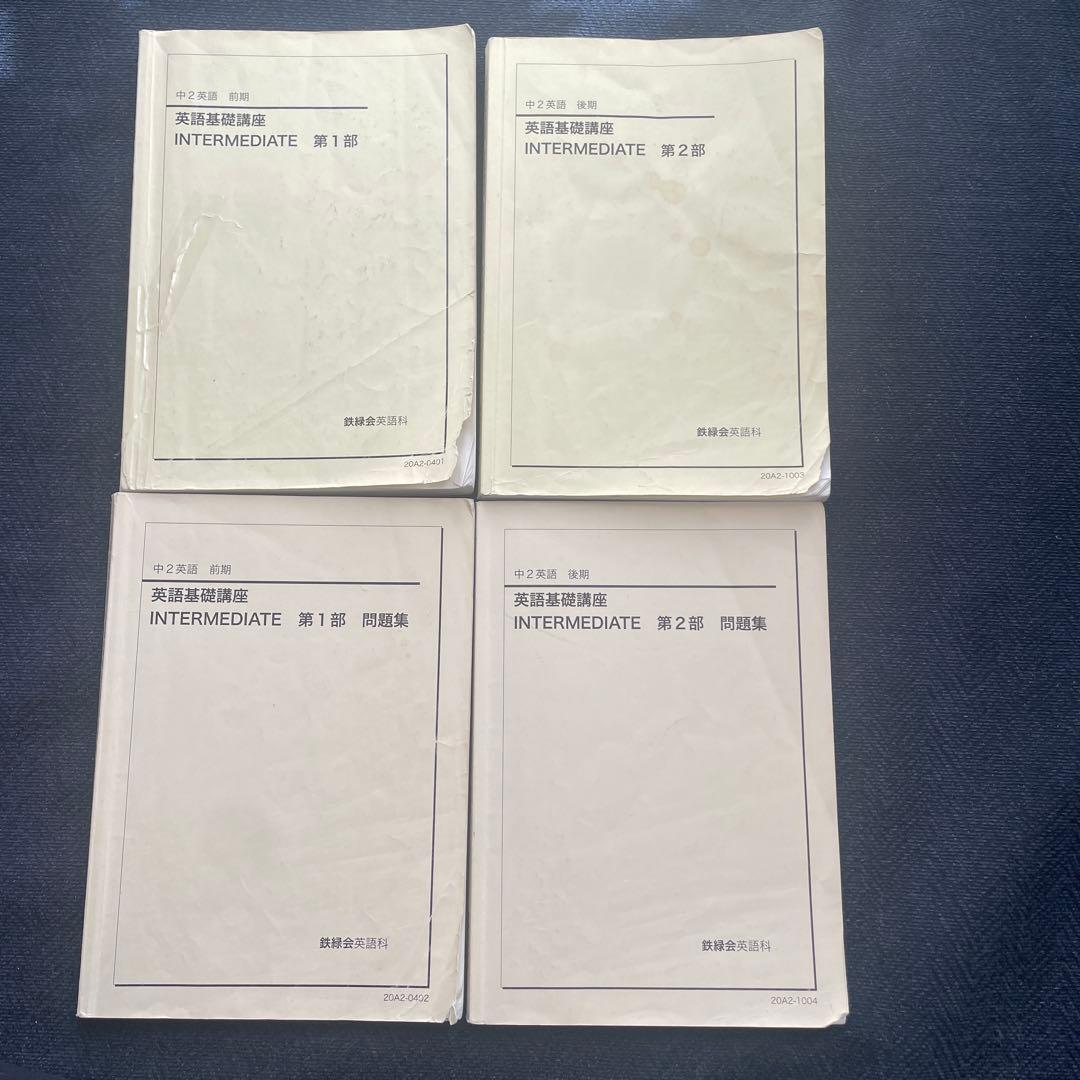 中2英語 前期
英語基礎講座
INTERMEDIATE 第1部
鉄緑会英語科
20A2-0401
中2英語 後期
英語基礎講座
INTERMEDIATE 第2部
鉄緑会英語科
20A2-1003
中2英語 前期
英語基礎講座
INTERMEDIATE 第1部 問題集
鉄緑会英語科
20A2-0402
中2英語 後期
英語基礎講座
INTERMEDIATE 第2部 問題集
鉄緑会英語科
20A2-1004